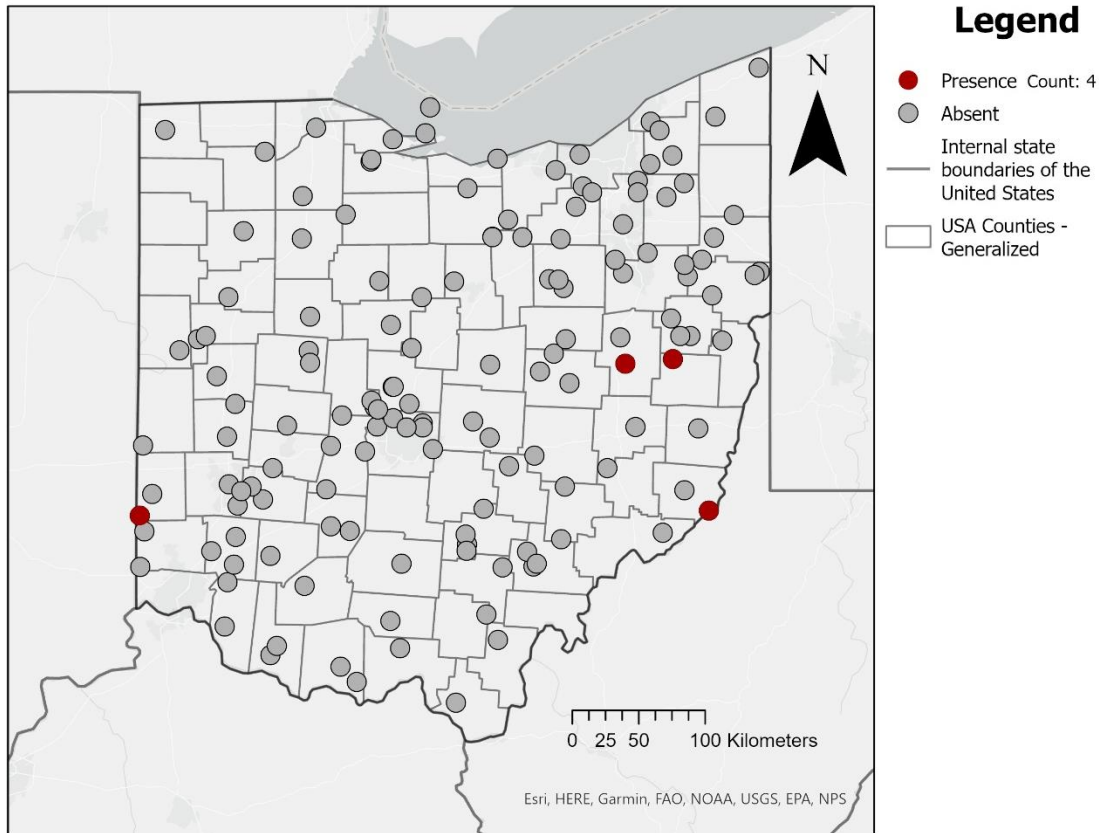 Legend
N
Presence Count: 4
Absent
Internal state
boundaries of the
United States
USA Counties -
Generalized
0 25 50 100 Kilometers
Esri, HERE, Garmin, FAO, NOAA, USGS, EPA, NPS